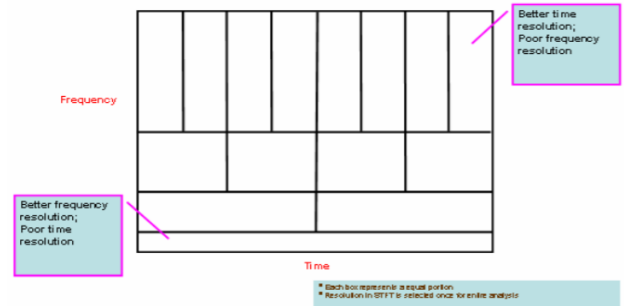 Better time
resolution;
Poor frequency
resolution
Frequency
Better frequency
resolution;
Poor time
resolution
Time
* Each box represents a equal portion
* Resolution in STFT is selected once for entire analysis